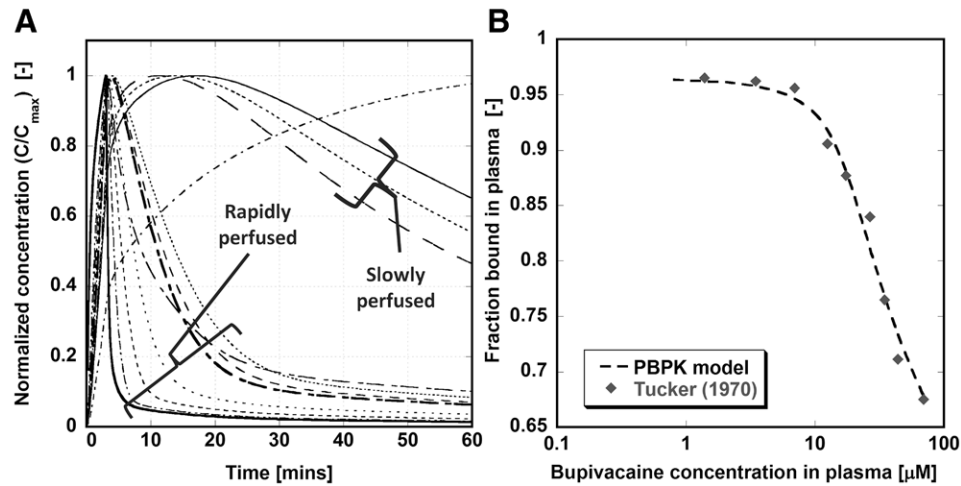 A
Normalized concentration (C/Cmax) [-]
1
0.8
0.6
0.4
0.2
0
0 10 20 30 40 50 60
Time [mins]
Rapidly
perfused
Slowly
perfused
B
Fraction bound in plasma [-]
1
0.95
0.9
0.85
0.8
0.75
0.7
0.65
0.1 1 10 100
Bupivacaine concentration in plasma [μM]
PBPK model
Tucker (1970)